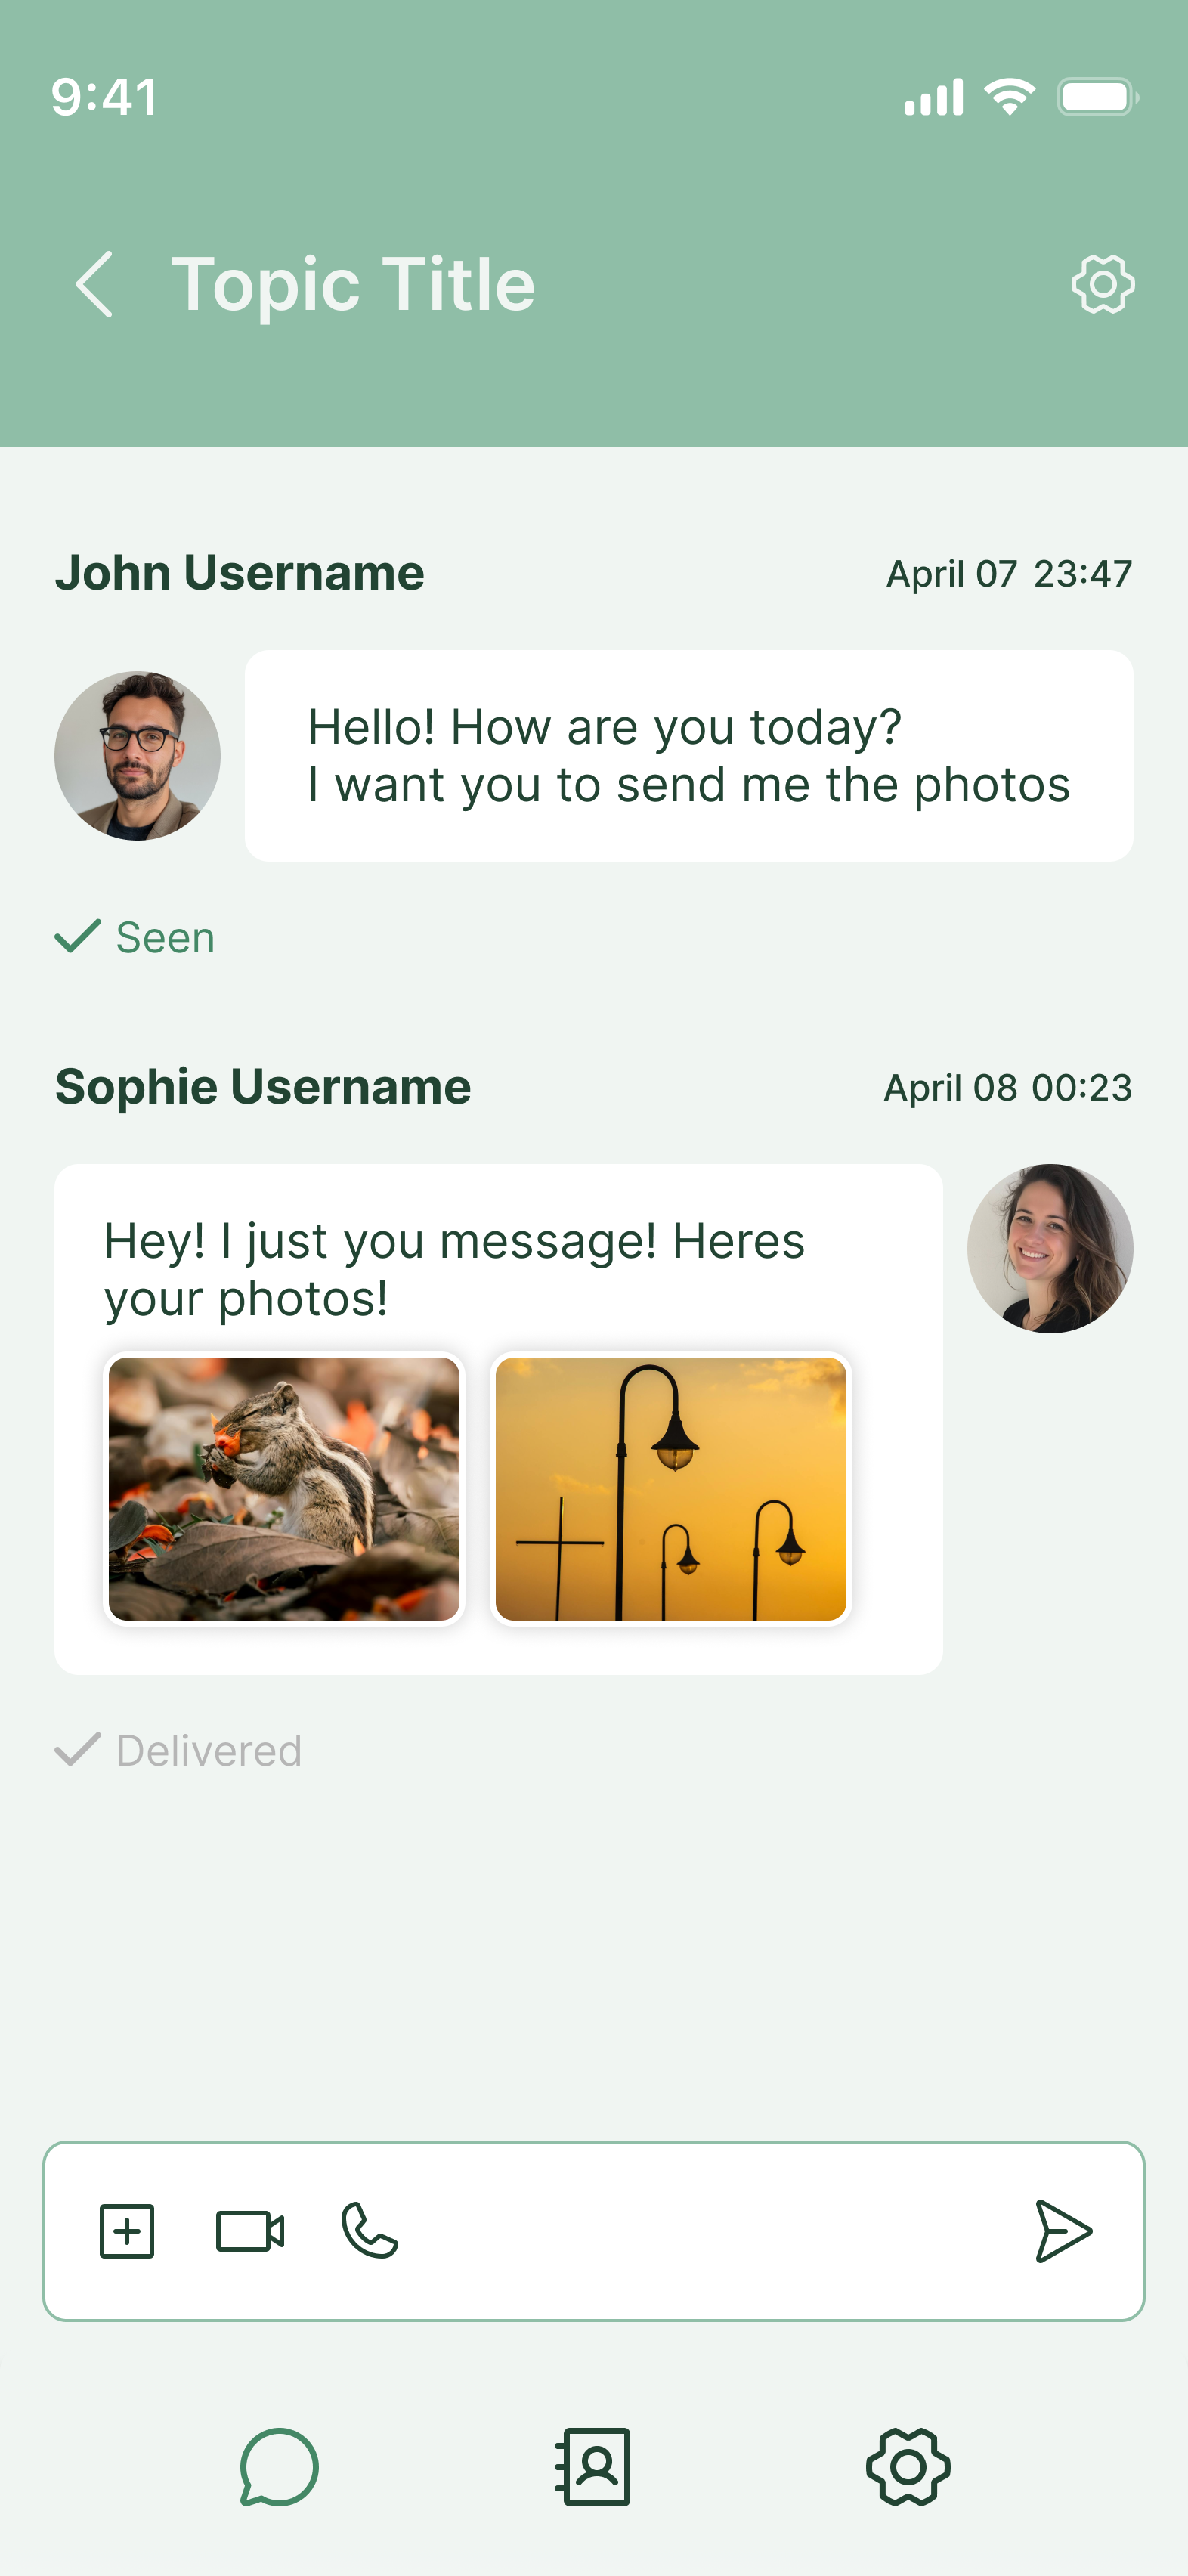 9:41
Topic Title
John Username
April 07 23:47
Hello! How are you today?
I want you to send me the photos
Seen
Sophie Username
April 08 00:23
Hey! I just you message! Heres
your photos!
Delivered